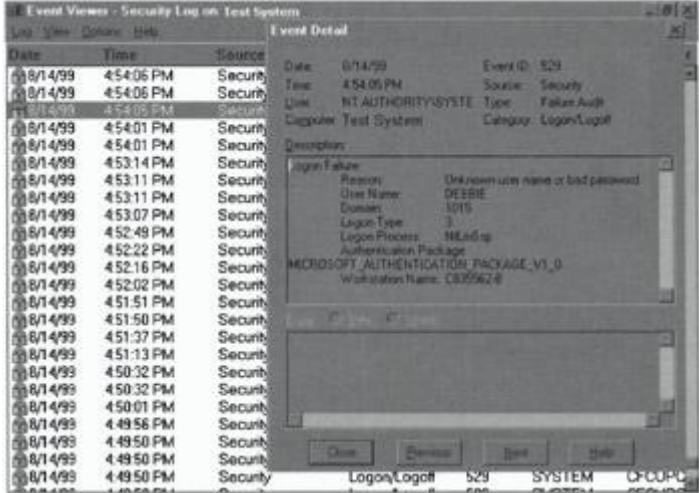 Event Viewer - Security Log on Test System
Log View Options Help
Date Time Source
8/14/99 4:54:06 PM Security
8/14/99 4:54:06 PM Security
8/14/99 4:54:05 PM Security
8/14/99 4:54:01 PM Security
8/14/99 4:54:01 PM Security
8/14/99 4:53:14 PM Security
8/14/99 4:53:11 PM Security
8/14/99 4:53:11 PM Security
8/14/99 4:53:07 PM Security
8/14/99 4:52:49 PM Security
8/14/99 4:52:22 PM Security
8/14/99 4:52:16 PM Security
8/14/99 4:52:02 PM Security
8/14/99 4:51:51 PM Security
8/14/99 4:51:50 PM Security
8/14/99 4:51:37 PM Security
8/14/99 4:51:13 PM Security
8/14/99 4:50:32 PM Security
8/14/99 4:50:32 PM Security
8/14/99 4:50:01 PM Security
8/14/99 4:49:56 PM Security
8/14/99 4:49:50 PM Security
8/14/99 4:49:50 PM Security
8/14/99 4:49:50 PM Security Logon/Logoff 529 SYSTEM CFCUPC
Event Detail
Date: 8/14/99 Event ID: 529
Time: 4:54:05 PM Source: Security
User: NT AUTHORITY\SYSTE Type: Failure Audit
Computer: Test System Category: Logon/Logoff
Description:
Logon Failure:
Reason: Unknown user name or bad password
User Name: DEBBIE
Domain: 
Logon Type: 3
Logon Process:
Authentication Package:
MICROSOFT_AUTHENTICATION_PACKAGE_V1_0
Workstation Name:
Close Previous Next Help